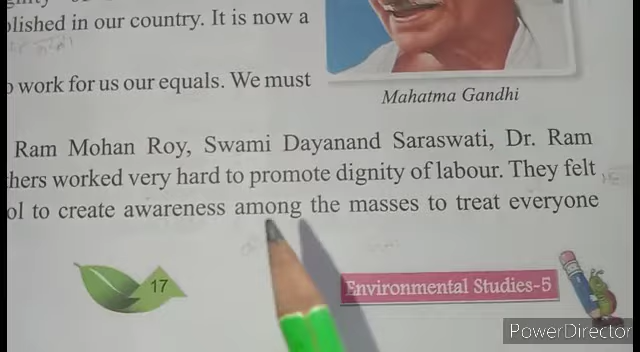 blished in our country. It is now a
o work for us our equals. We must
Mahatma Gandhi
Ram Mohan Roy, Swami Dayanand Saraswati, Dr. Ram
hers worked very hard to promote dignity of labour. They felt
ol to create awareness among the masses to treat everyone
17
Environmental Studies-5
PowerDirector